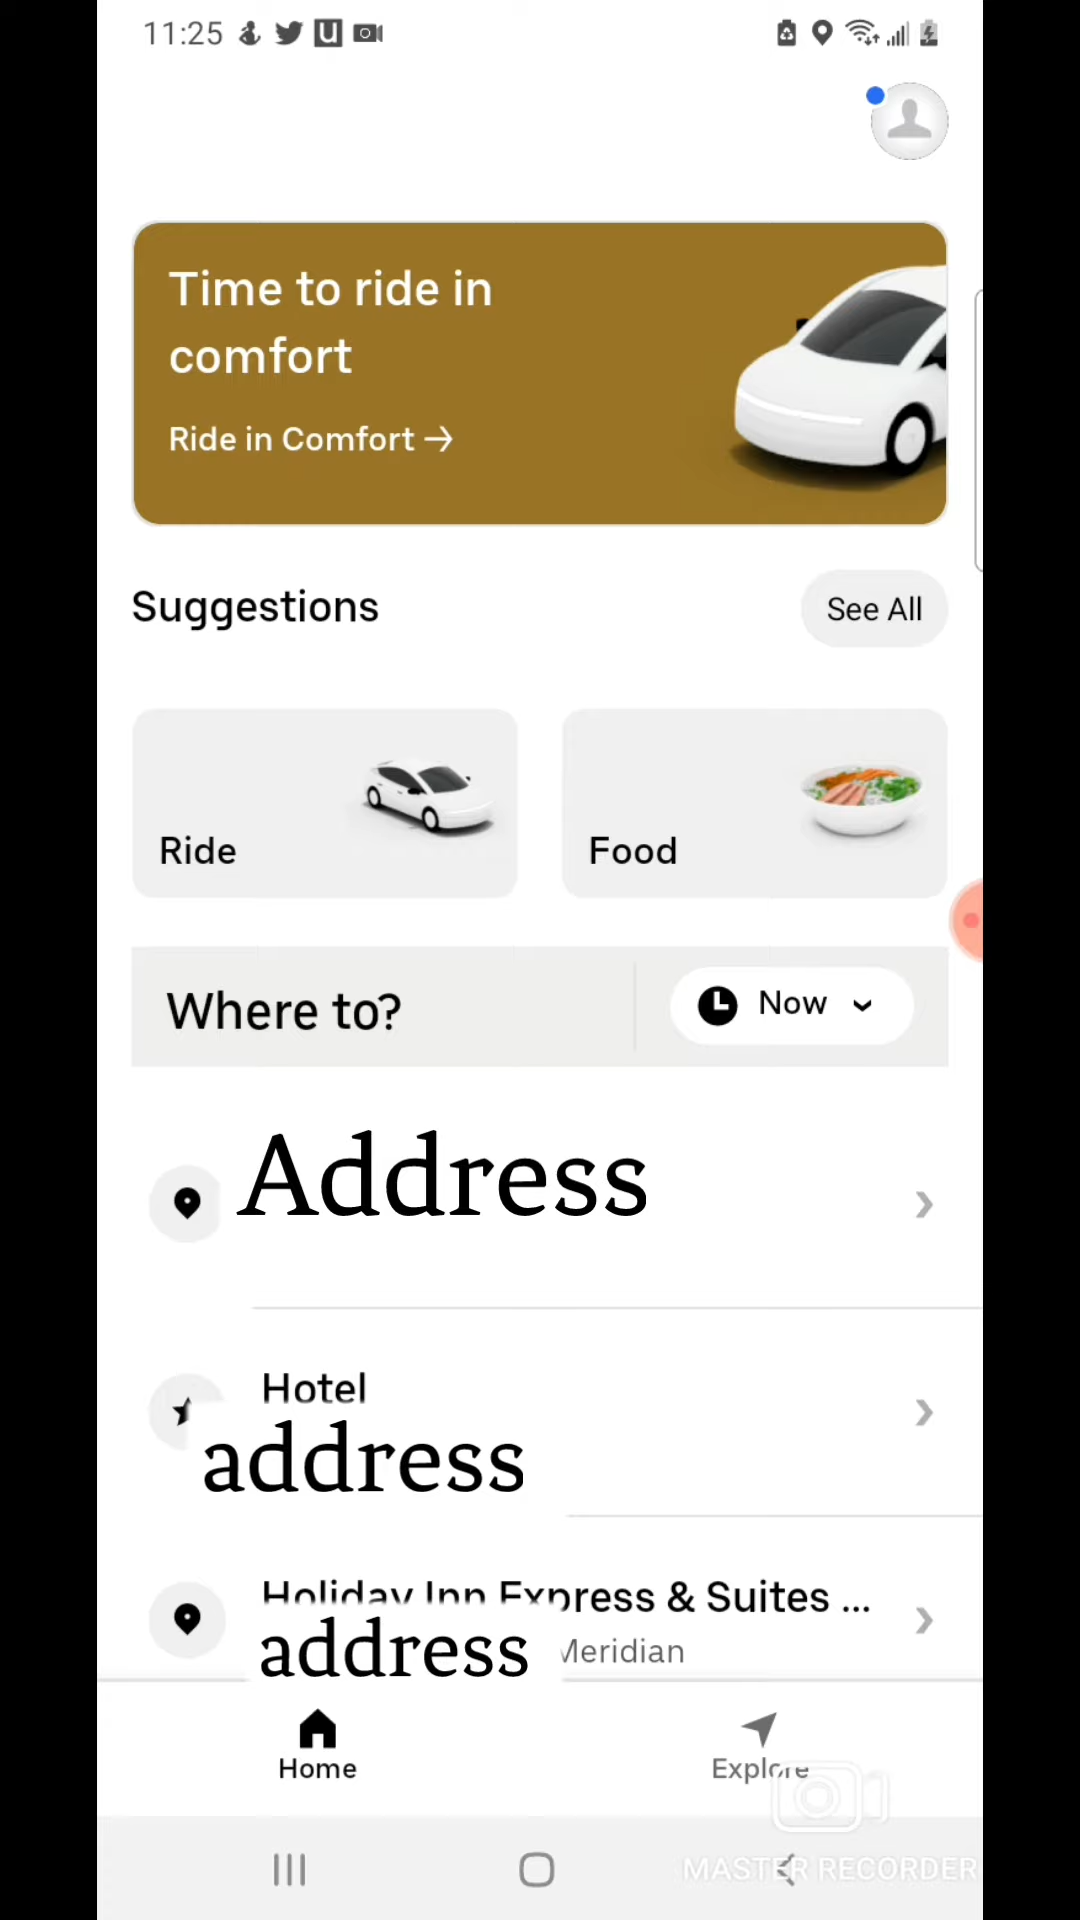 11:25
Time to ride in
comfort
Ride in Comfort →
Suggestions
See All
Ride
Food
Where to?
Now
Address
Hotel
address
Holiday Inn Express & Suites ...
address
Meridian
Home
Explore
MASTER RECORDER